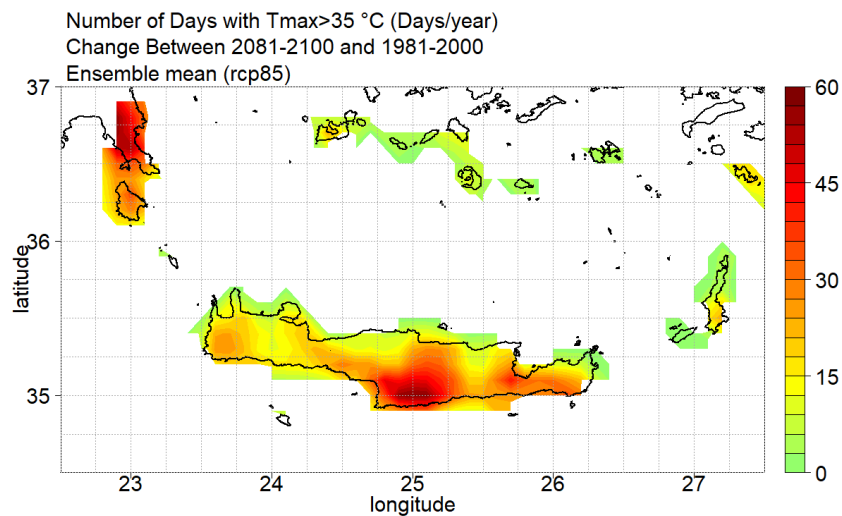 Number of Days with Tmax>35 °C (Days/year)
Change Between 2081-2100 and 1981-2000
Ensemble mean (rcp85)
37
36
35
latitude
23
24
25
26
27
longitude
60
45
30
15
0